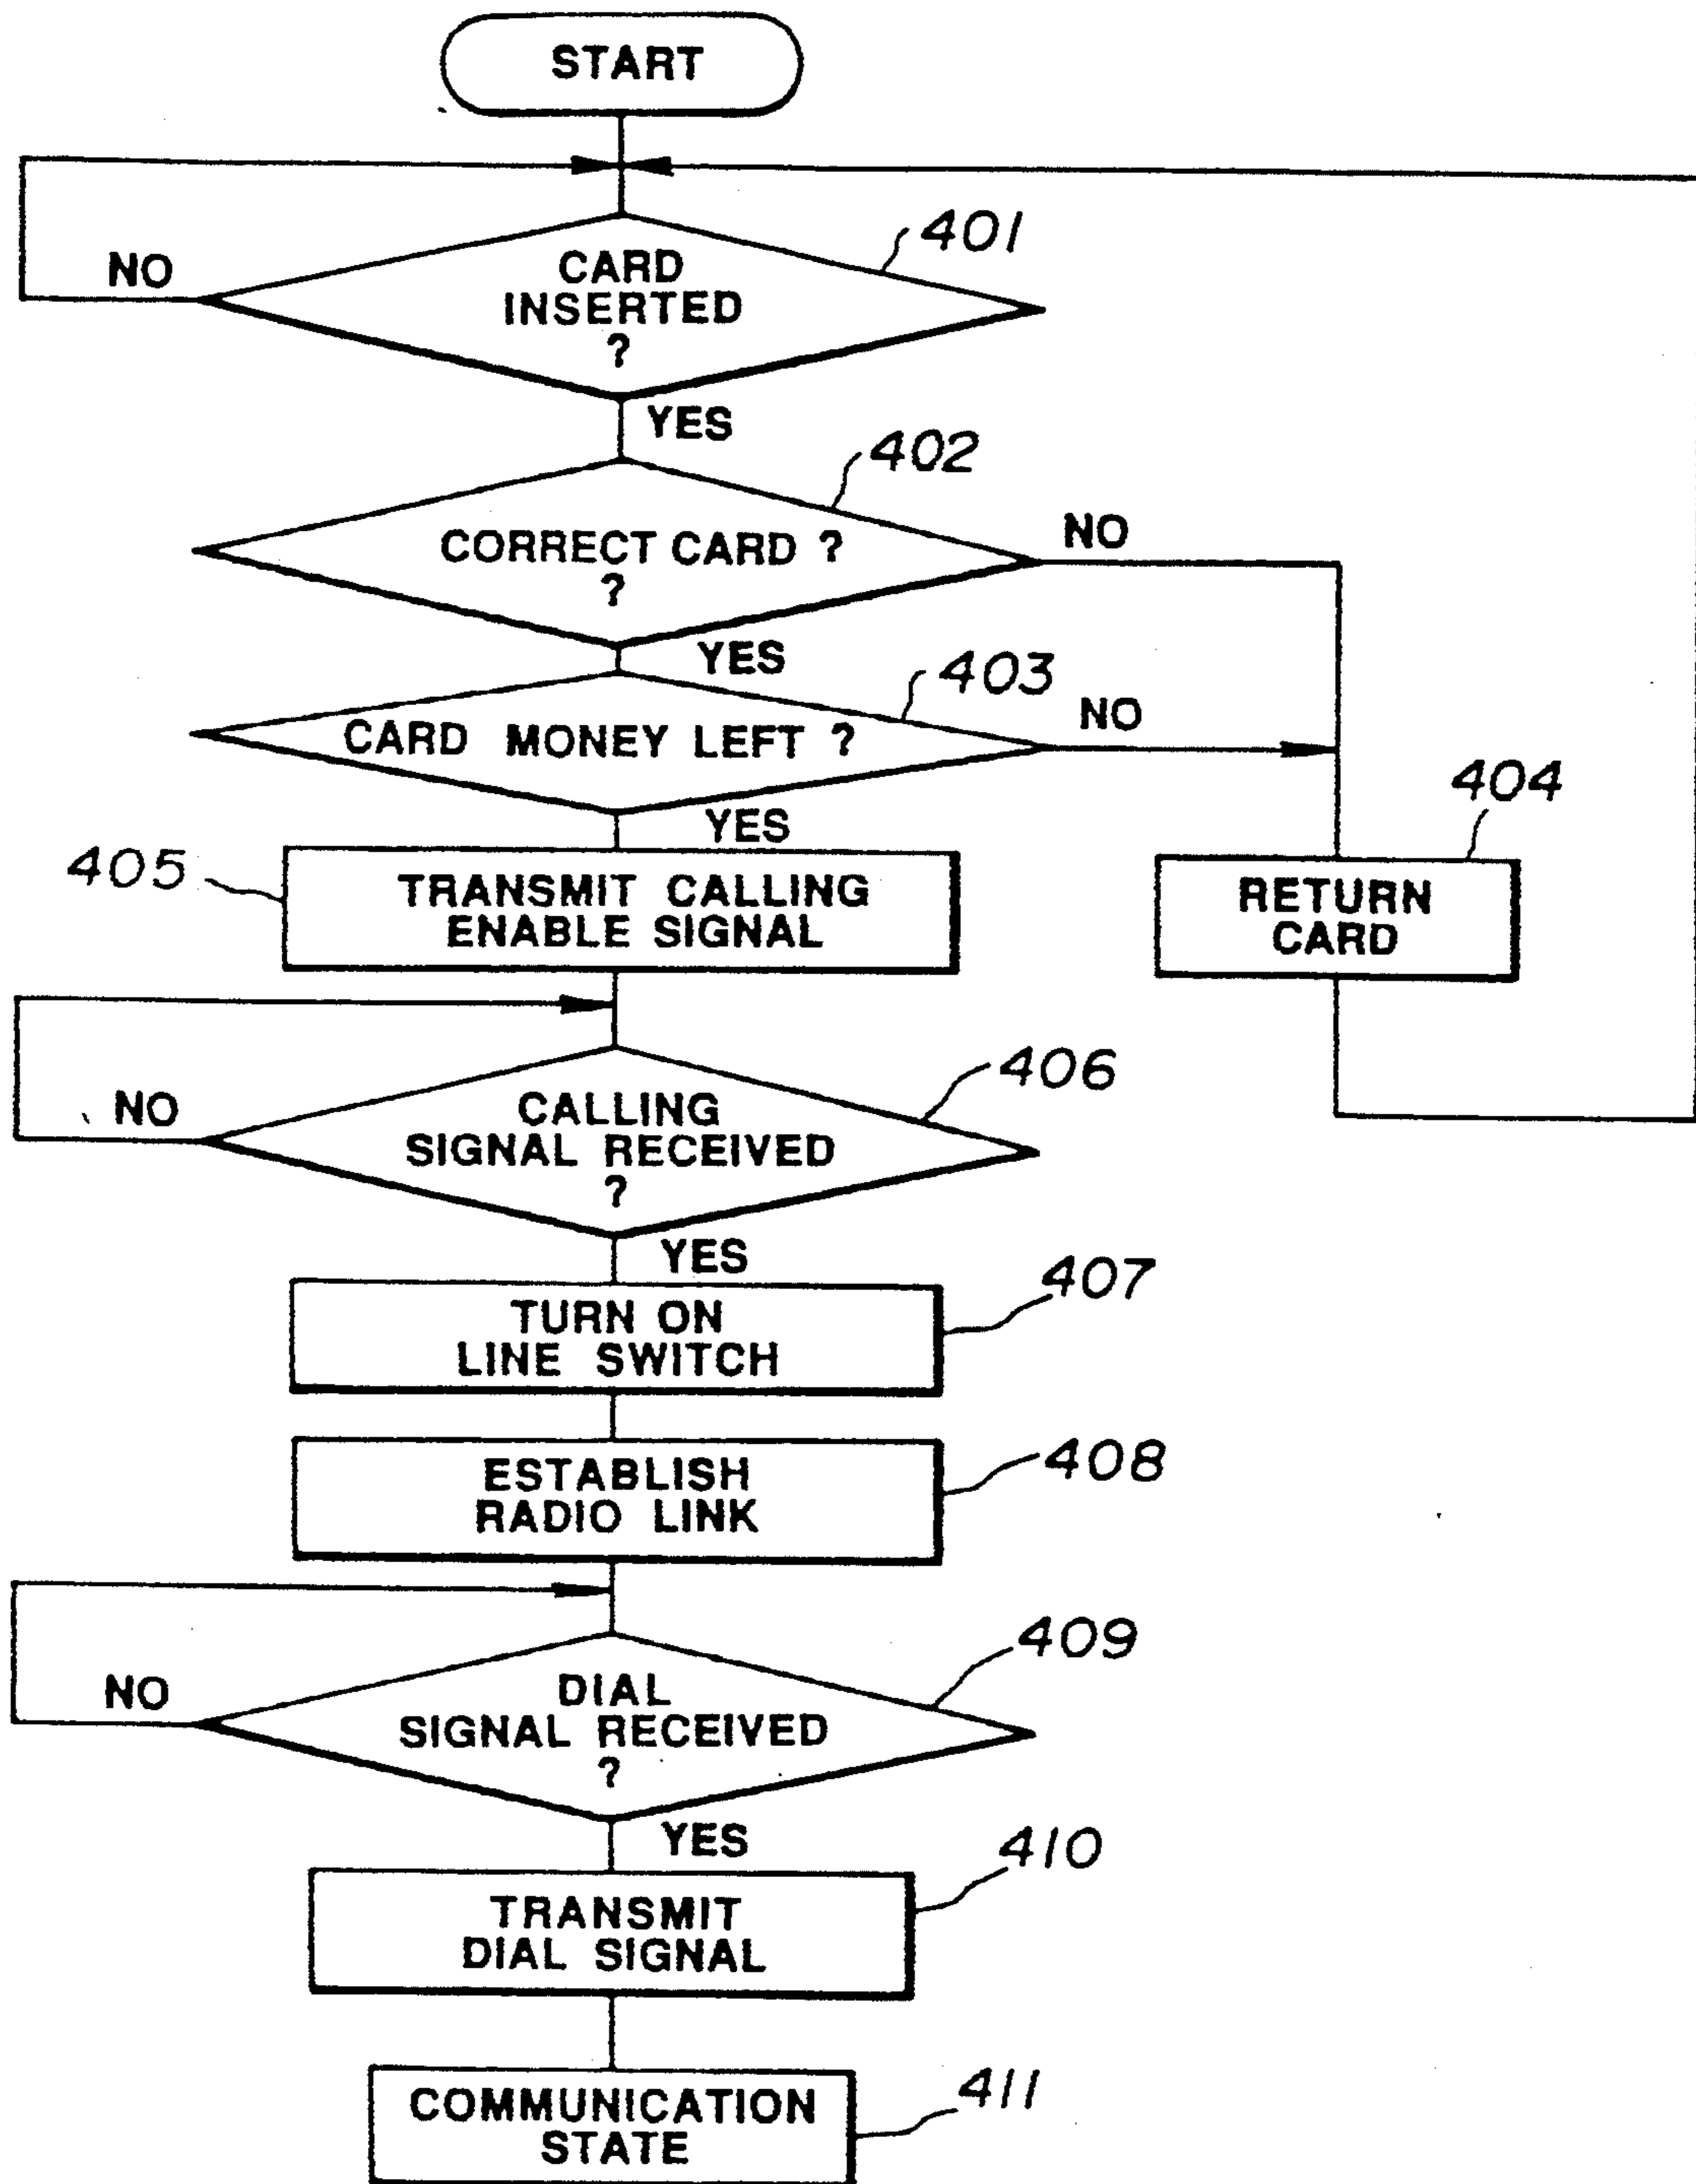 START
401
NO
CARD
INSERTED
?
YES
402
CORRECT CARD ?
?
NO
YES
403
CARD MONEY LEFT ?
NO
404
YES
405
TRANSMIT CALLING
ENABLE SIGNAL
RETURN
CARD
406
NO
CALLING
SIGNAL RECEIVED
?
YES
407
TURN ON
LINE SWITCH
408
ESTABLISH
RADIO LINK
409
NO
DIAL
SIGNAL RECEIVED
?
YES
410
TRANSMIT
DIAL SIGNAL
411
COMMUNICATION
STATE